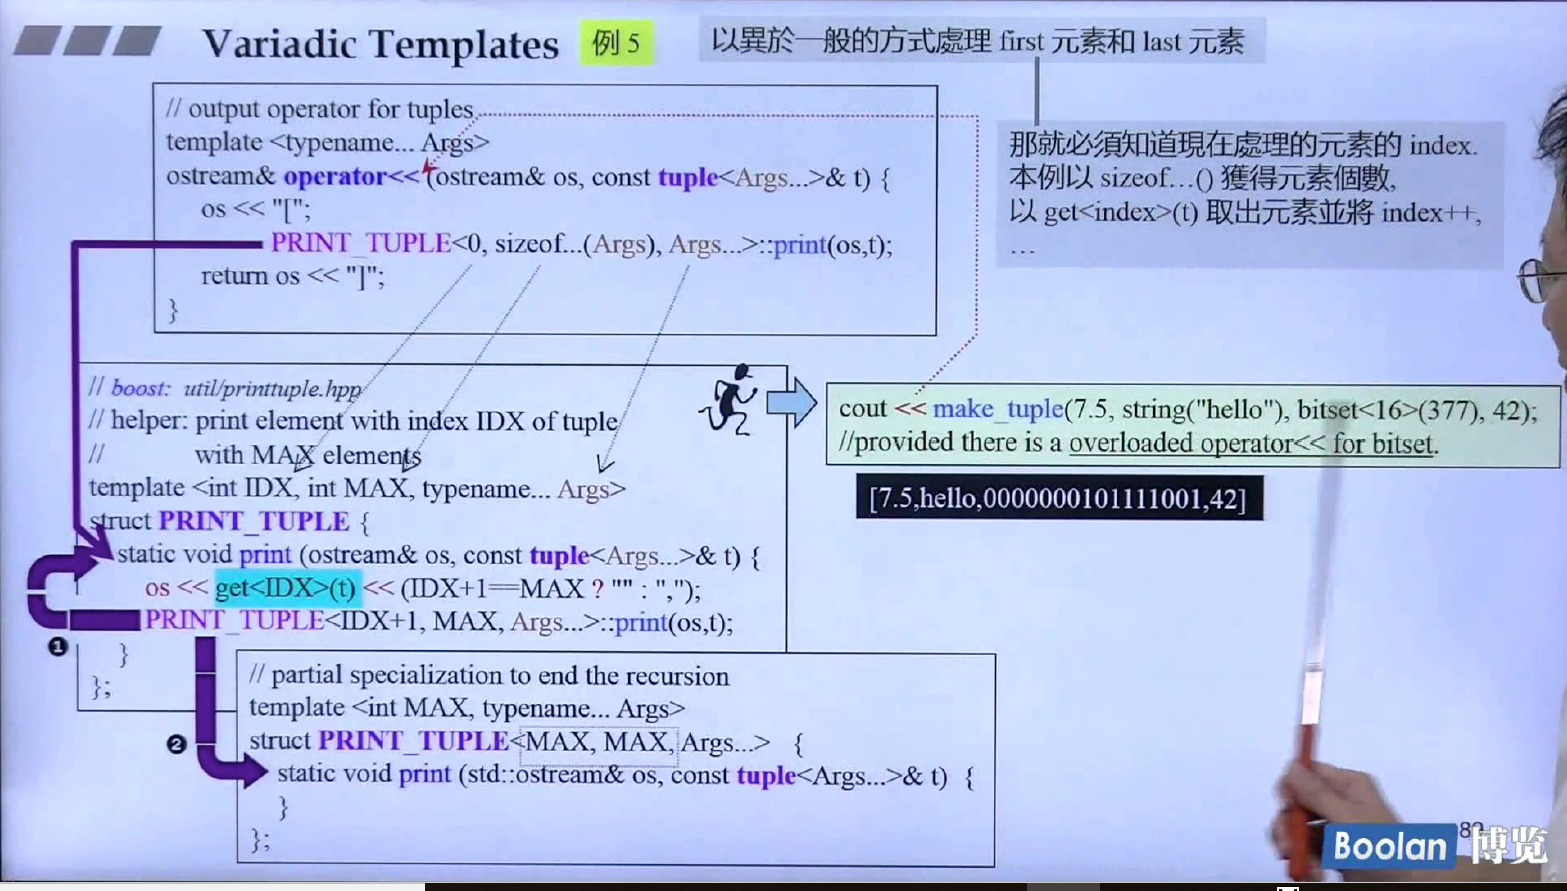 Variadic Templates
例 5
以異於一般的方式處理 first 元素和 last 元素
// output operator for tuples
template <typename... Args>
ostream& operator<< (ostream& os, const tuple<Args...>& t) {
os << "[";
PRINT_TUPLE<0, sizeof...(Args), Args...>::print(os,t);
return os << "]";
}
那就必須知道現在處理的元素的 index.
本例以 sizeof…() 獲得元素個數,
以 get<index>(t) 取出元素並將 index++,
…
// boost: util/printtuple.hpp
// helper: print element with index IDX of tuple
// with MAX elements
template <int IDX, int MAX, typename... Args>
struct PRINT_TUPLE {
static void print (ostream& os, const tuple<Args...>& t) {
os << get<IDX>(t) << (IDX+1==MAX ? "" : ",");
PRINT_TUPLE<IDX+1, MAX, Args...>::print(os,t);
}
};
❶
cout << make_tuple(7.5, string("hello"), bitset<16>(377), 42);
//provided there is a overloaded operator<< for bitset.
[7.5,hello,0000000101111001,42]
// partial specialization to end the recursion
template <int MAX, typename... Args>
struct PRINT_TUPLE<MAX, MAX, Args...> {
static void print (std::ostream& os, const tuple<Args...>& t) {
}
};
❷
Boolan 博览